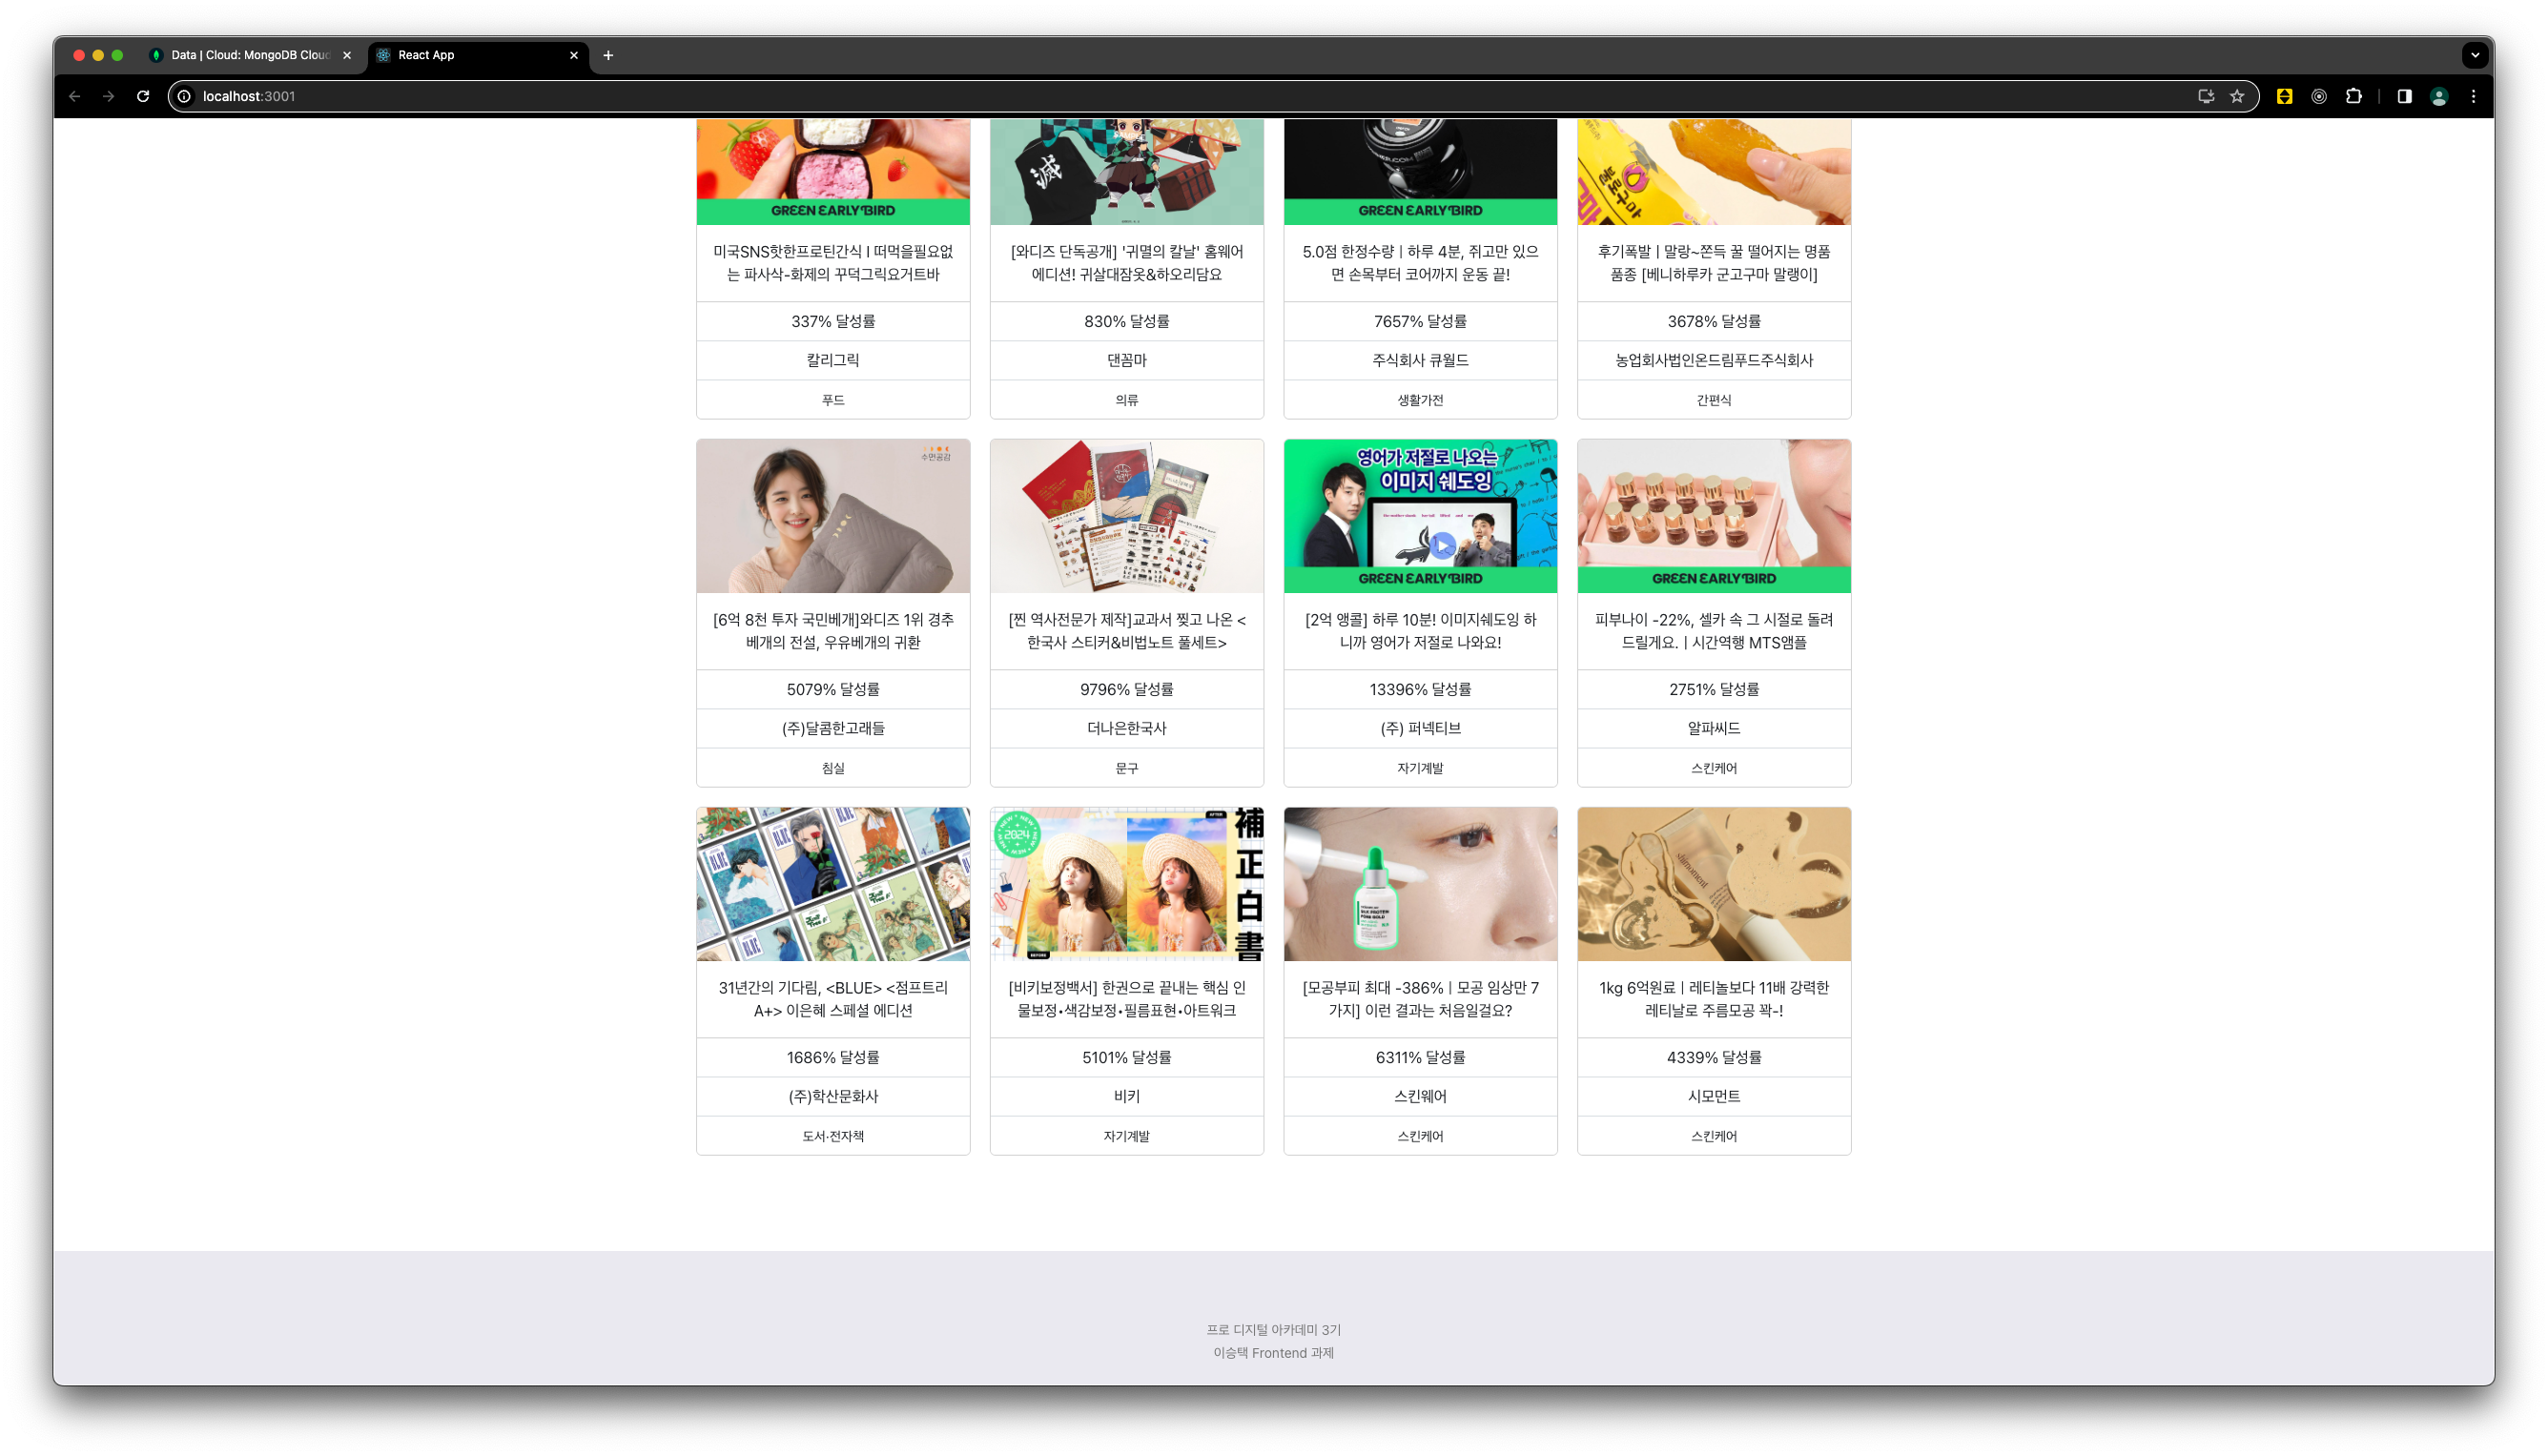 Data | Cloud: MongoDB Cloud
React App
localhost:3001
GREEN EARLY BIRD
GREEN EARLY BIRD
미국SNS핫한프로틴간식 l 떠먹을필요없
는 파사삭-화제의 꾸덕그릭요거트바
337% 달성률
칼리그릭
푸드
[와디즈 단독공개] '귀멸의 칼날' 홈웨어
에디션! 귀살대잠옷&하오리담요
830% 달성률
댄꼼마
의류
5.0점 한정수량ㅣ하루 4분, 쥐고만 있으
면 손목부터 코어까지 운동 끝!
7657% 달성률
주식회사 큐월드
생활가전
후기폭발ㅣ말랑~쫀득 꿀 떨어지는 명품
품종 [베니하루카 군고구마 말랭이]
3678% 달성률
농업회사법인온드림푸드주식회사
간편식
수면공감
영어가 저절로 나오는
이미지 쉐도잉
GREEN EARLY BIRD
GREEN EARLY BIRD
[6억 8천 투자 국민베개]와디즈 1위 경추
베개의 전설, 우유베개의 귀환
5079% 달성률
(주)달콤한고래들
침실
[찐 역사전문가 제작]교과서 찢고 나온 <
한국사 스티커&비법노트 풀세트>
9796% 달성률
더나은한국사
문구
[2억 앵콜] 하루 10분! 이미지쉐도잉 하
니까 영어가 저절로 나와요!
13396% 달성률
(주) 퍼넥티브
자기계발
피부나이 -22%, 셀카 속 그 시절로 돌려
드릴게요.ㅣ시간역행 MTS앰플
2751% 달성률
알파씨드
스킨케어
BLUE
BLUE
2024
AFTER
BEFORE
補正白書
shimoment
31년간의 기다림, <BLUE> <점프트리
A+> 이은혜 스페셜 에디션
1686% 달성률
(주)학산문화사
도서·전자책
[비키보정백서] 한권으로 끝내는 핵심 인
물보정•색감보정•필름표현•아트워크
5101% 달성률
비키
자기계발
[모공부피 최대 -386%ㅣ모공 임상만 7
가지] 이런 결과는 처음일걸요?
6311% 달성률
스킨웨어
스킨케어
1kg 6억원료ㅣ레티놀보다 11배 강력한
레티날로 주름모공 꽉-!
4339% 달성률
시모먼트
스킨케어
프로 디지털 아카데미 3기
이승택 Frontend 과제